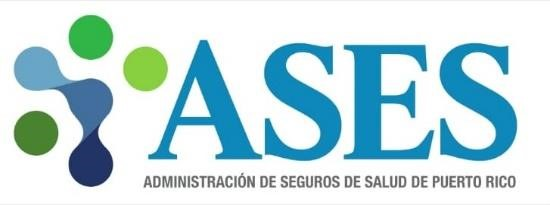 ASES
ADMINISTRACIÓN DE SEGUROS DE SALUD DE PUERTO RICO